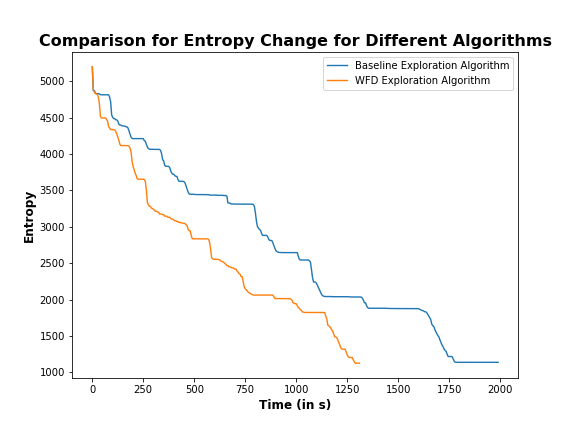 Comparison for Entropy Change for Different Algorithms
Baseline Exploration Algorithm
WFD Exploration Algorithm
Entropy
5000
4500
4000
3500
3000
2500
2000
1500
1000
0 250 500 750 1000 1250 1500 1750 2000
Time (in s)